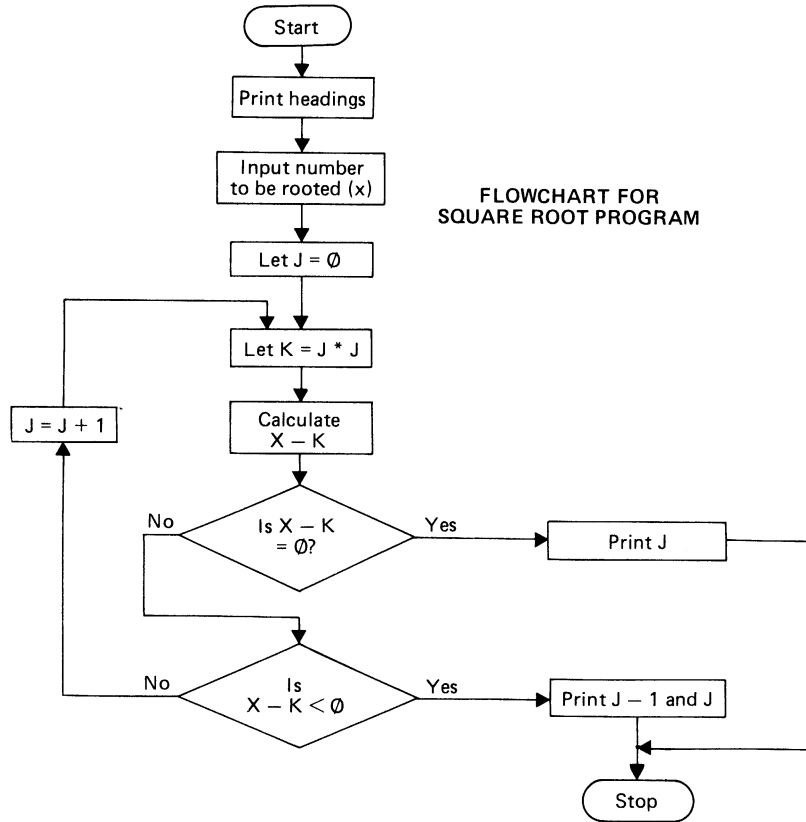 Start
Print headings
Input number
to be rooted (x)
FLOWCHART FOR
SQUARE ROOT PROGRAM
Let J = Ø
Let K = J * J
J = J + 1
Calculate
X – K
No
Is X – K
= Ø?
Yes
Print J
No
Is
X – K < Ø
Yes
Print J – 1 and J
Stop